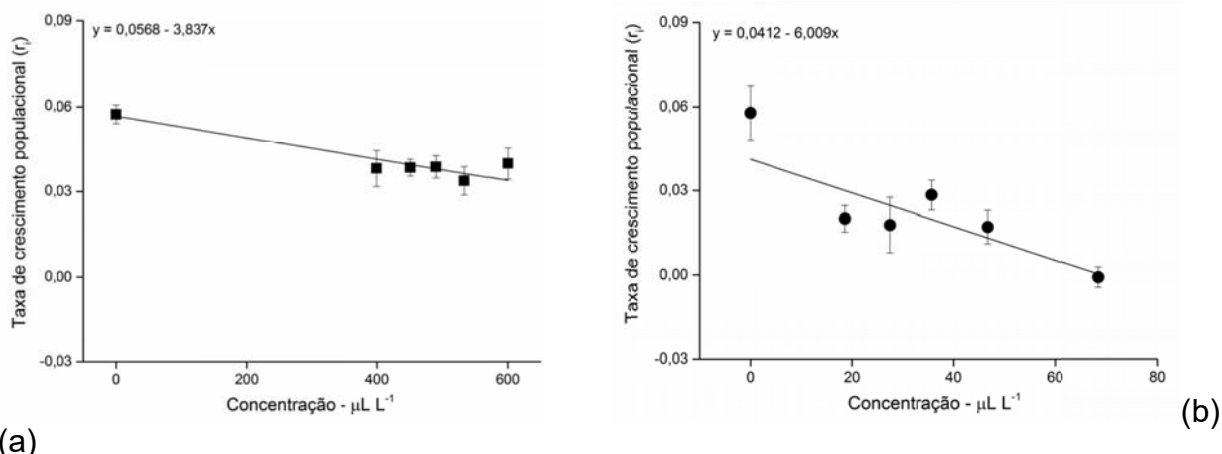 y = 0,0568 - 3,837x
Taxa de crescimento populacional (rᵢ)
0,09
0,06
0,03
0,00
-0,03
0 200 400 600
Concentração - μL L⁻¹
(a)
y = 0,0412 - 6,009x
Taxa de crescimento populacional (rᵢ)
0,09
0,06
0,03
0,00
-0,03
0 20 40 60 80
Concentração - μL L⁻¹
(b)